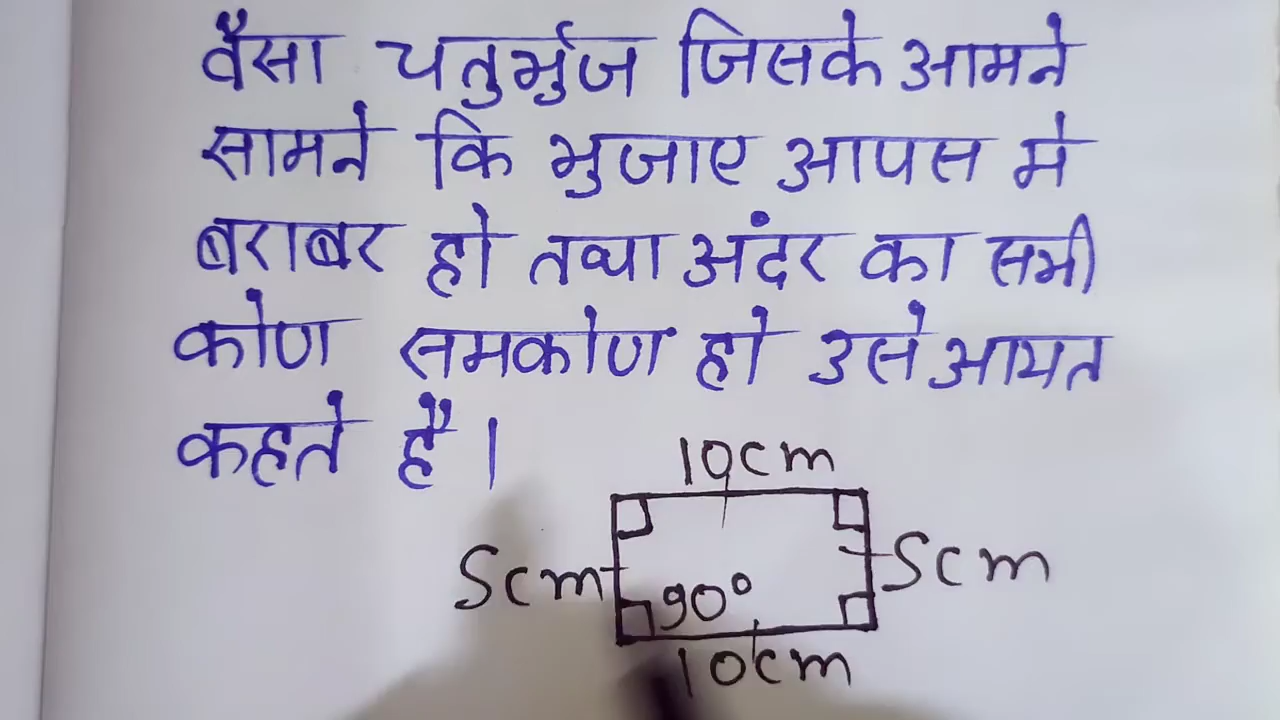 वैसा चतुर्भुज जिसके आमने
सामने कि भुजाए आपस मे
बराबर हो तथा अंदर का सभी
कोण समकोण हो उसे आयत
कहते है।
10cm
5cm
5cm
90°
10cm